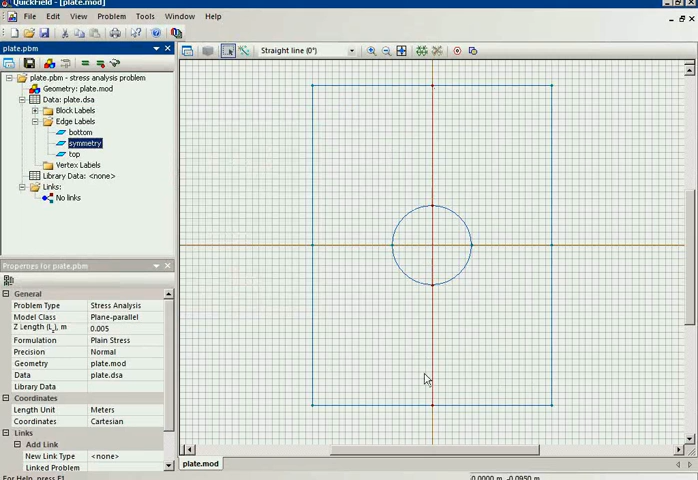 QuickField - [plate.mod]
File Edit View Problem Tools Window Help
Straight line (0°)
plate.pbm
plate.pbm - stress analysis problem
Geometry: plate.mod
Data: plate.dsa
Block Labels
Edge Labels
bottom
symmetry
top
Vertex Labels
Library Data: <none>
Links:
No links
Properties for plate.pbm
General
Problem Type Stress Analysis
Model Class Plane-parallel
Z Length (Lz), m 0.005
Formulation Plain Stress
Precision Normal
Geometry plate.mod
Data plate.dsa
Library Data
Coordinates
Length Unit Meters
Coordinates Cartesian
Links
Add Link
New Link Type <none>
Linked Problem
plate.mod
For Help, press F1
0.0000 m -0.0950 m